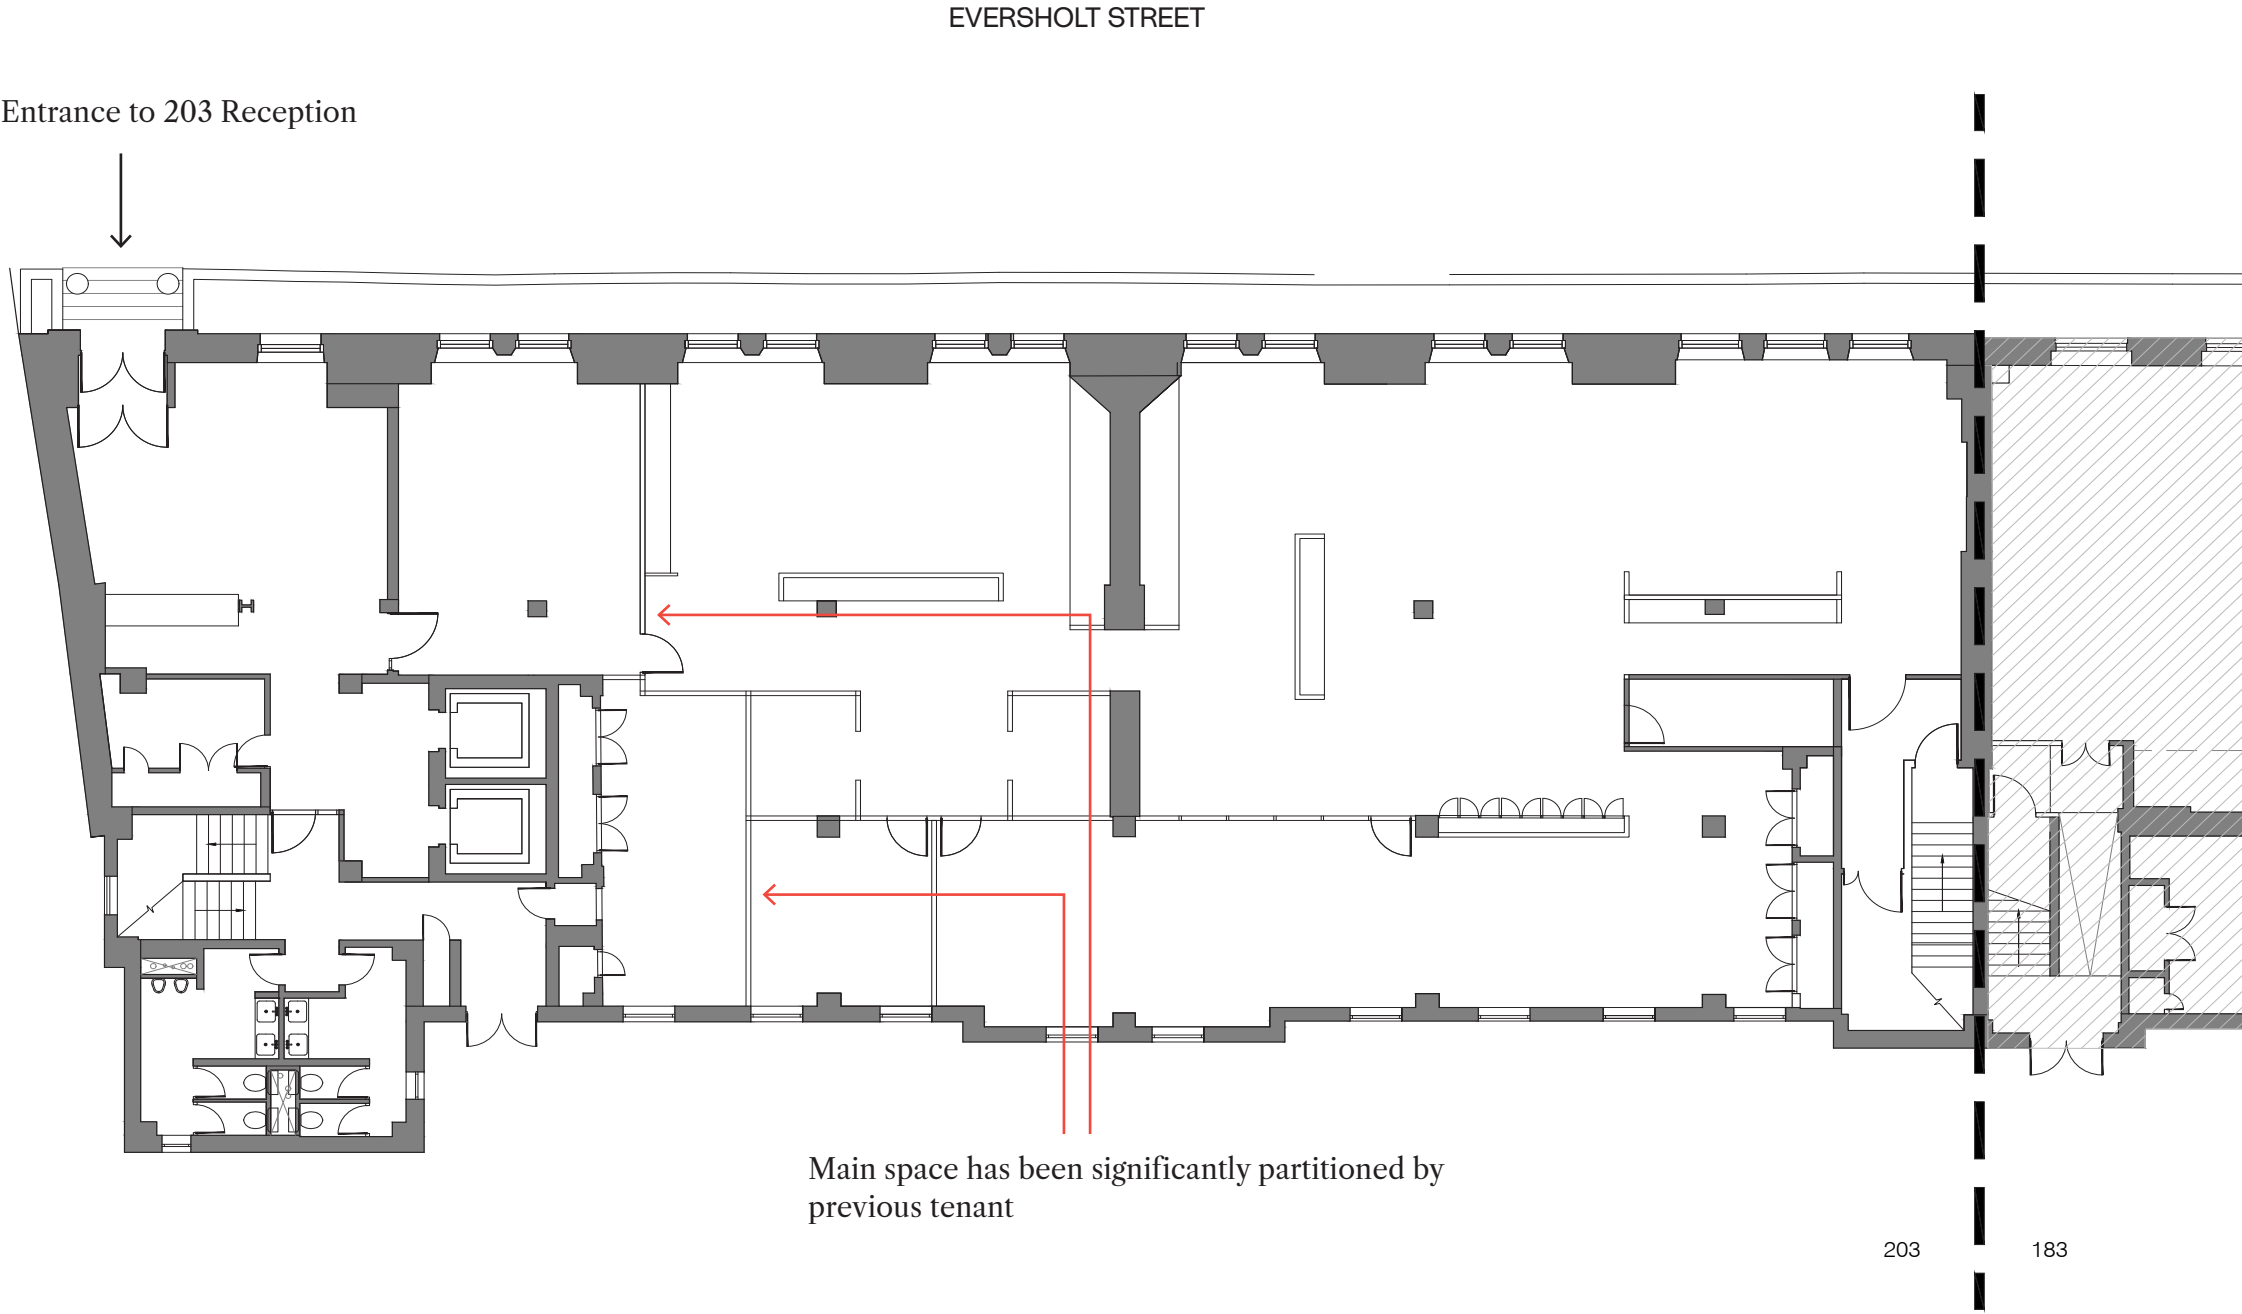 EVERSHOLT STREET
Entrance to 203 Reception
Main space has been significantly partitioned by
previous tenant
203
183